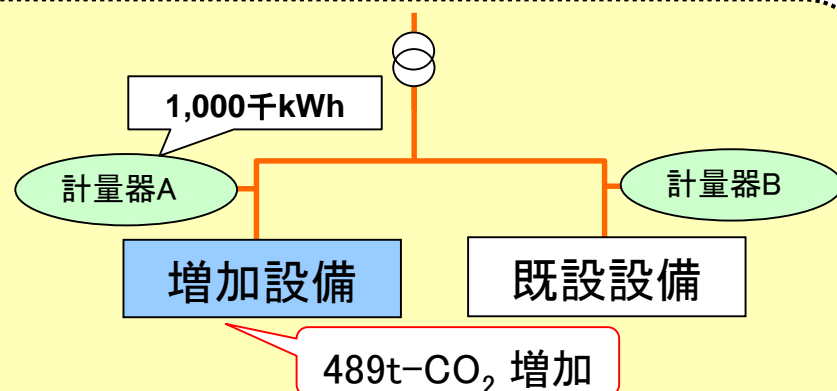 1,000千kWh
計量器A
計量器B
増加設備
既設設備
489t-CO₂ 増加